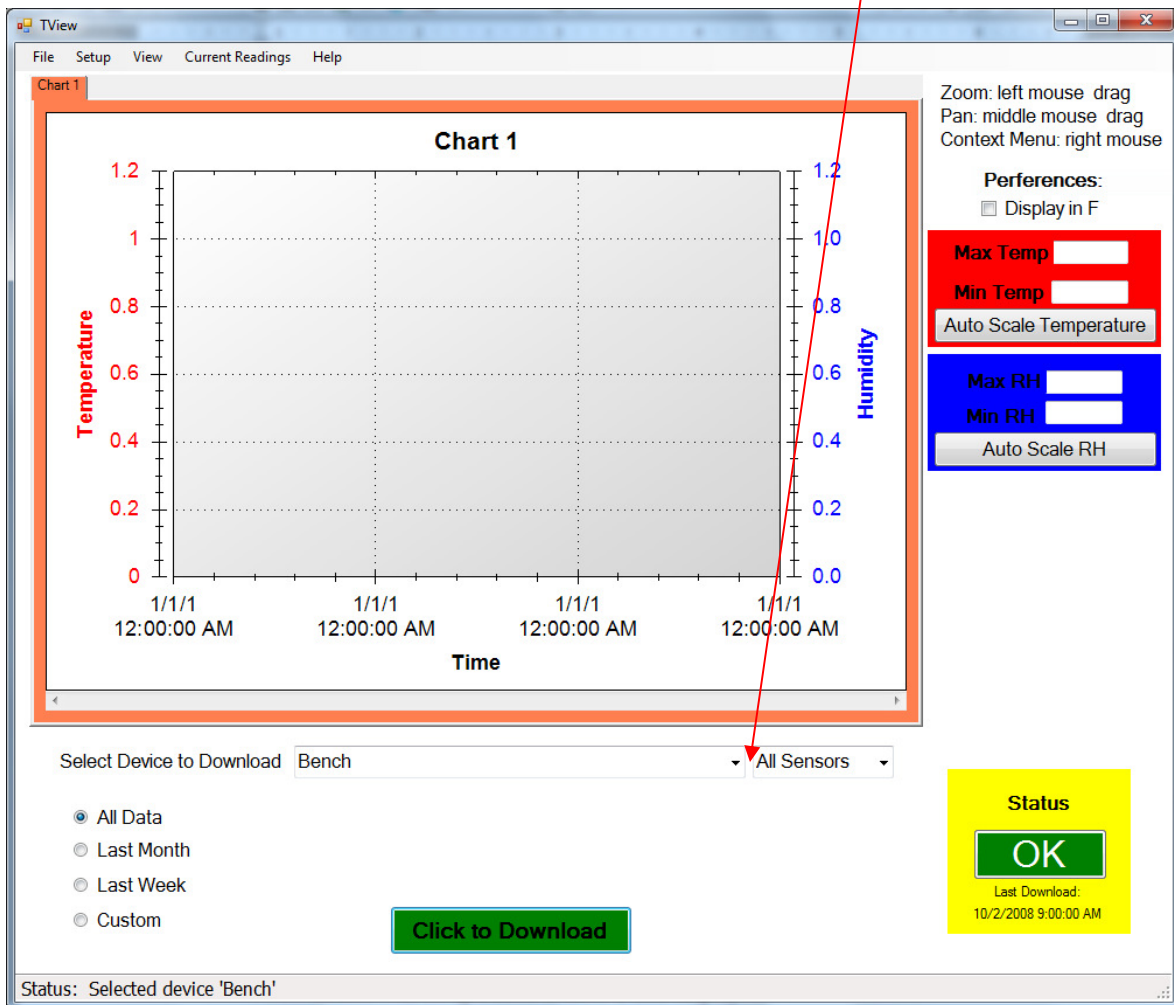 TView
File Setup View Current Readings Help
Chart 1
Zoom: left mouse drag
Pan: middle mouse drag
Context Menu: right mouse
Perferences:
Display in F
Max Temp
Min Temp
Auto Scale Temperature
Max RH
Min RH
Auto Scale RH
Chart 1
1.2
1
0.8
0.6
0.4
0.2
0
Temperature
1.2
1.0
0.8
0.6
0.4
0.2
0.0
Humidity
1/1/1 1/1/1 1/1/1 1/1/1
12:00:00 AM 12:00:00 AM 12:00:00 AM 12:00:00 AM
Time
Select Device to Download Bench All Sensors
All Data
Last Month
Last Week
Custom
Click to Download
Status
OK
Last Download:
10/2/2008 9:00:00 AM
Status: Selected device 'Bench'